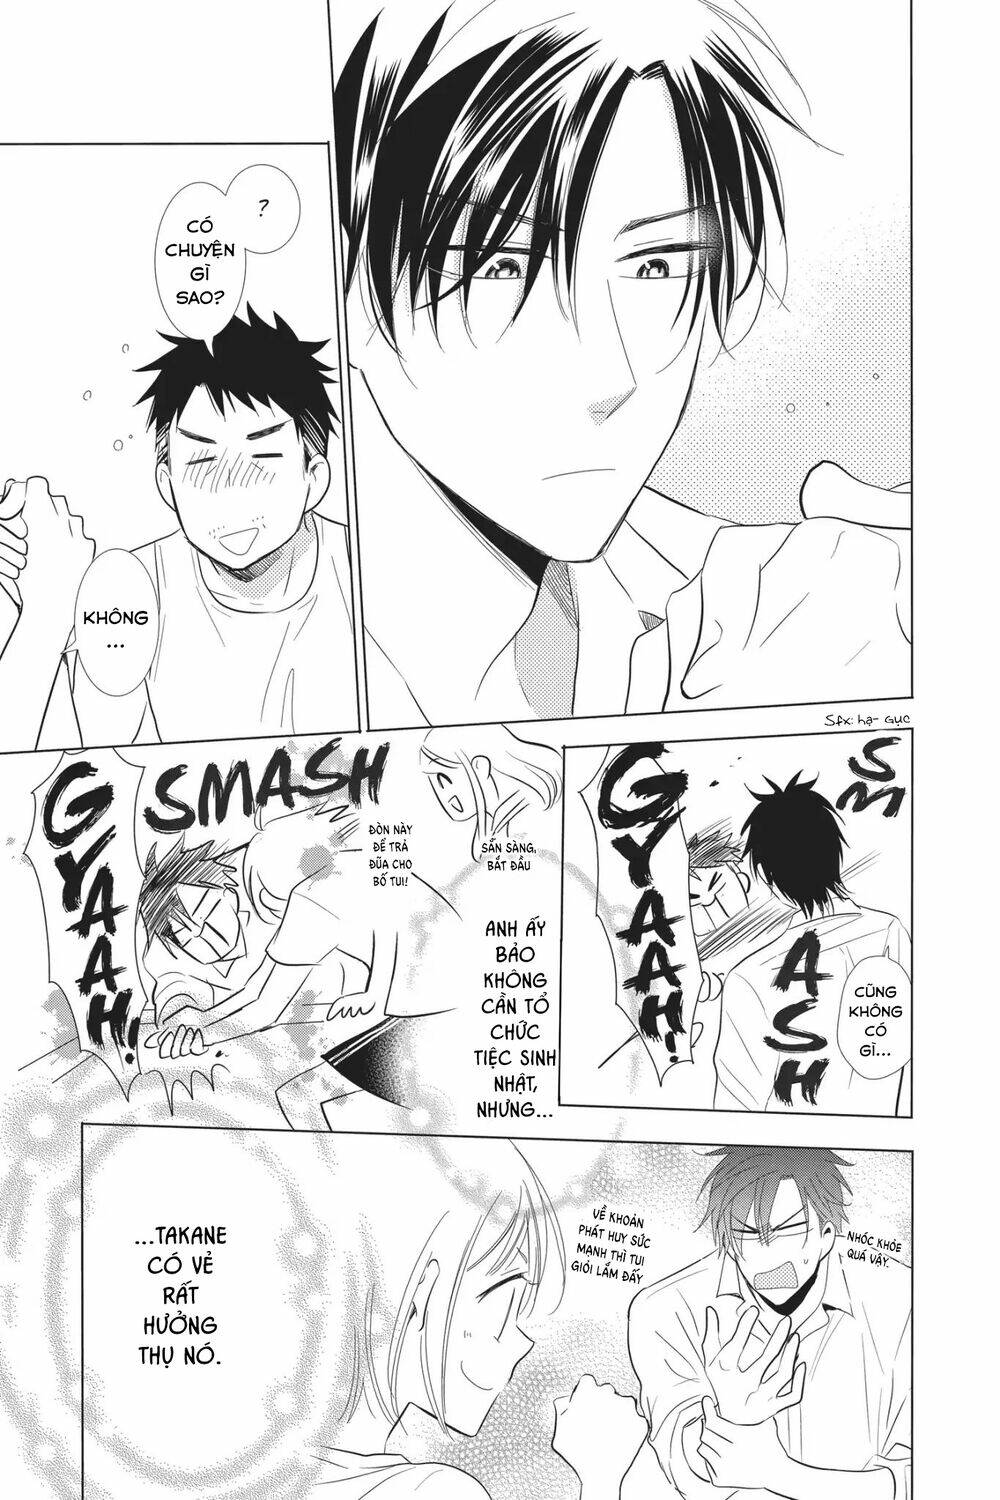 ?
CÓ
CHUYỆN
GÌ
SAO?
KHÔNG
...
Sfx: hạ- Gục
SM
ASH
GYAAH!
CŨNG
KHÔNG
CÓ
GÌ...
SMASH
GYAAAH!
SẴN SÀNG,
BẮT ĐẦU
ĐÒN NÀY
ĐỂ TRẢ
ĐŨA CHO
BỐ TUI!
ANH ẤY
BẢO
KHÔNG
CẦN TỔ
CHỨC
TIỆC SINH
NHẬT,
NHƯNG...
NHÓC KHỎE
QUÁ VẬY.
VỀ KHOẢN
PHÁT HUY SỨC
MẠNH THÌ TUI
GIỎI LẮM ĐẤY
...TAKANE
CÓ VẺ
RẤT
HƯỞNG
THỤ NÓ.